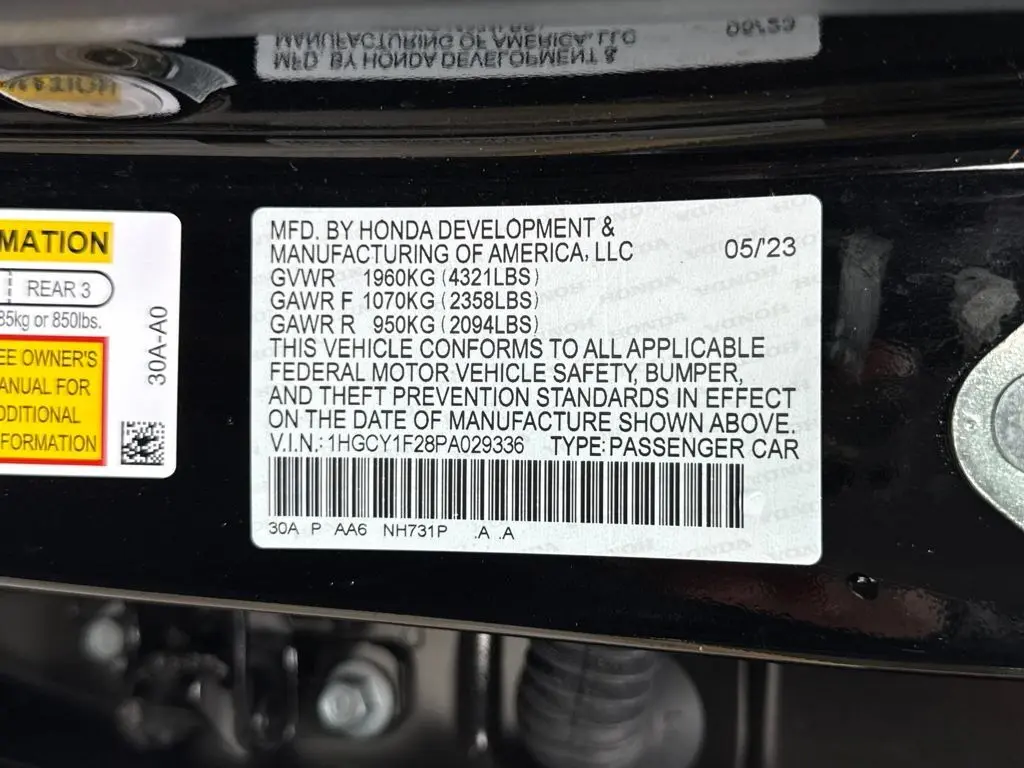 MATION
REAR 3
85kg or 850lbs.
EE OWNER'S
ANUAL FOR
DDITIONAL
FORMATION
30A-A0
MFD. BY HONDA DEVELOPMENT &
MANUFACTURING OF AMERICA, LLC 05/'23
GVWR 1960KG (4321LBS)
GAWR F 1070KG (2358LBS)
GAWR R 950KG (2094LBS)
THIS VEHICLE CONFORMS TO ALL APPLICABLE
FEDERAL MOTOR VEHICLE SAFETY, BUMPER,
AND THEFT PREVENTION STANDARDS IN EFFECT
ON THE DATE OF MANUFACTURE SHOWN ABOVE.
V.I.N.: 1HGCY1F28PA029336 TYPE: PASSENGER CAR
30A P AA6 NH731P .A .A